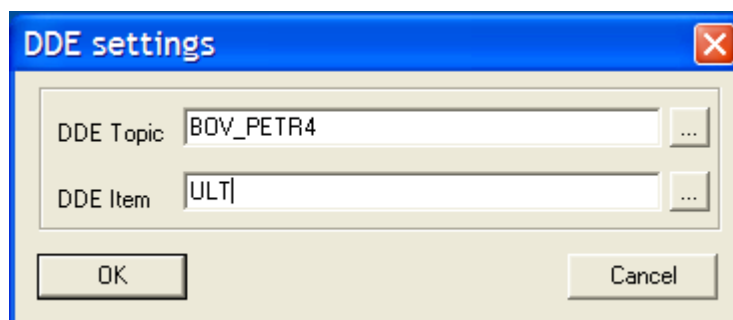 DDE settings
DDE Topic BOV_PETR4 ...
DDE Item ULT ...
OK Cancel